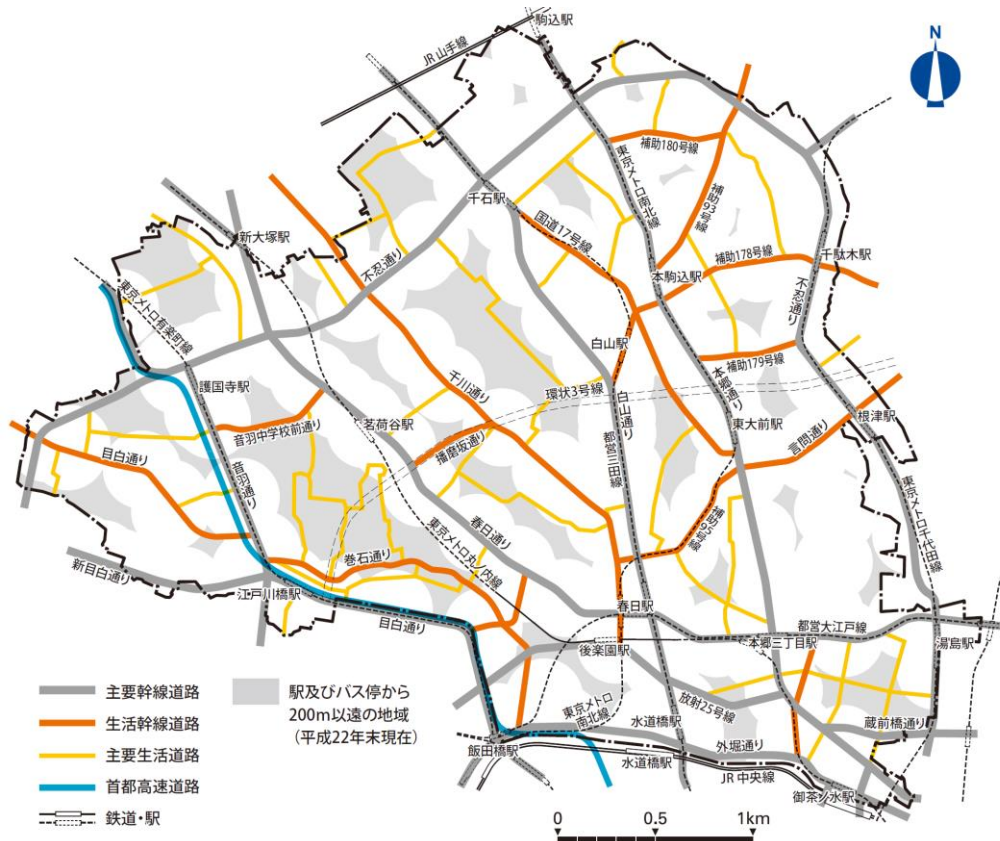 駒込駅
N
JR山手線
補助180号線
東京メトロ南北線
補助93号線
千石駅
国道17号線
新大塚駅
不忍通り
本駒込駅
補助178号線
千駄木駅
不忍通り
東京メトロ有楽町線
白山駅
補助179号線
護国寺駅
千川通り
環状3号線
白山通り
本郷通り
東大前駅
根津駅
茗荷谷駅
播磨坂通り
都営三田線
言問通り
目白通り
音羽中学校前通り
音羽通り
春日通り
補助95号線
東京メトロ千代田線
巻石通り
東京メトロ丸ノ内線
新目白通り
江戸川橋駅
目白通り
春日駅
都営大江戸線
後楽園駅
本郷三丁目駅
湯島駅
放射25号線
東京メトロ
南北線
水道橋駅
蔵前橋通り
外堀通り
飯田橋駅
水道橋駅
JR中央線
御茶ノ水駅
主要幹線道路
生活幹線道路
主要生活道路
首都高速道路
鉄道・駅
駅及びバス停から
200m以遠の地域
(平成22年末現在)
0 0.5 1km